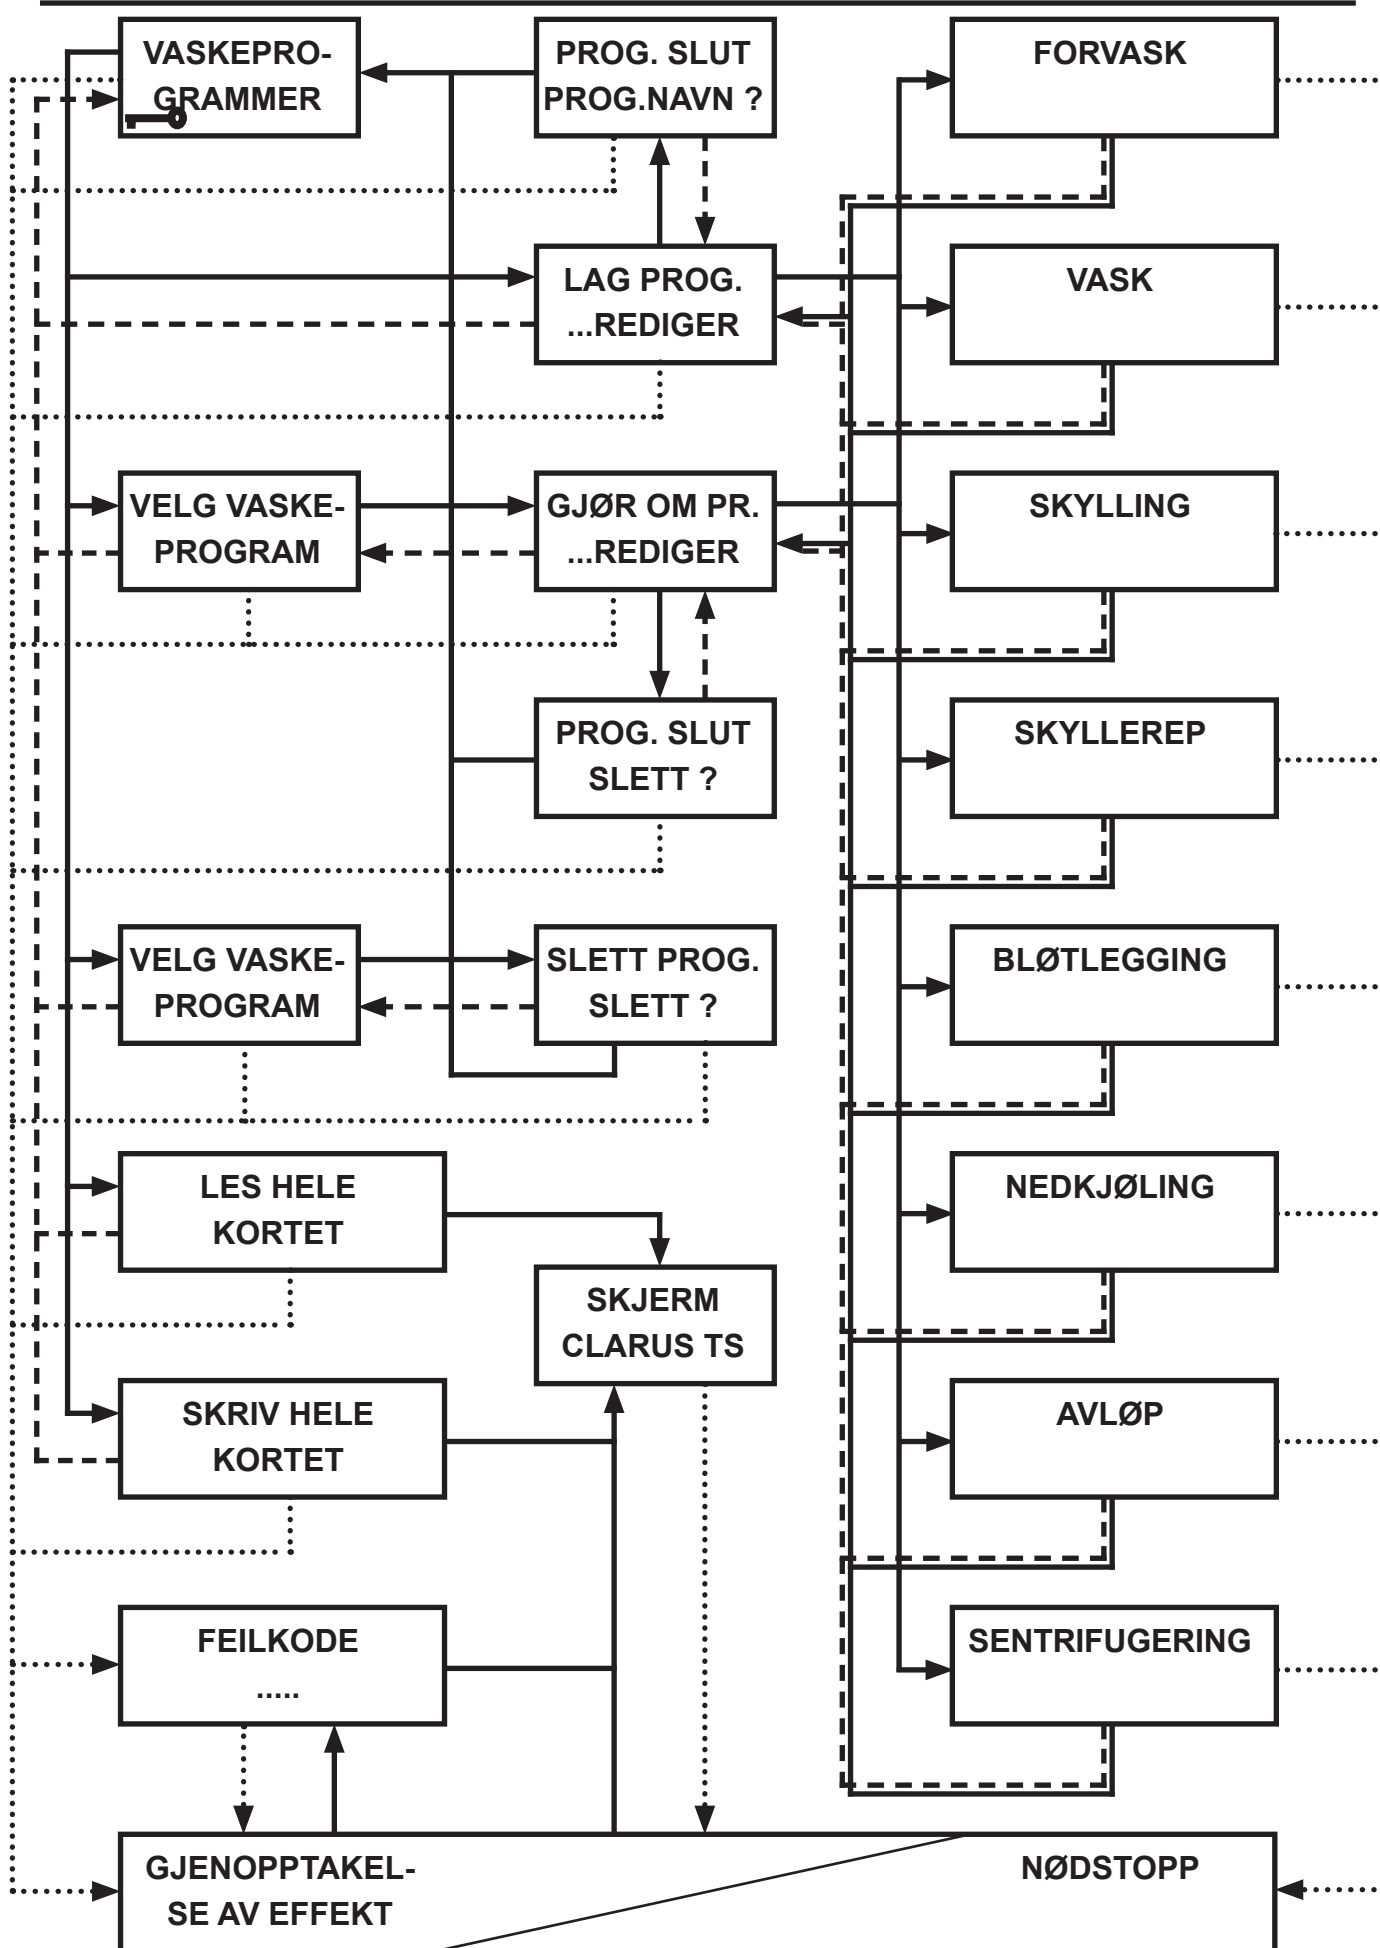 VASKEPRO-
GRAMMER
PROG. SLUT
PROG.NAVN ?
FORVASK
LAG PROG.
...REDIGER
VASK
VELG VASKE-
PROGRAM
GJØR OM PR.
...REDIGER
SKYLLING
PROG. SLUT
SLETT ?
SKYLLEREP
VELG VASKE-
PROGRAM
SLETT PROG.
SLETT ?
BLØTLEGGING
LES HELE
KORTET
NEDKJØLING
SKJERM
CLARUS TS
SKRIV HELE
KORTET
AVLØP
FEILKODE
.....
SENTRIFUGERING
GJENOPPTAKEL-
SE AV EFFEKT
NØDSTOPP